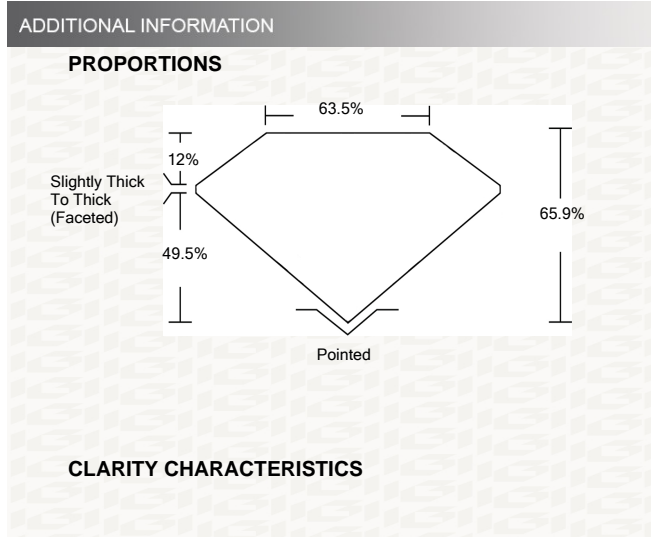 ADDITIONAL INFORMATION
PROPORTIONS
63.5%
12%
Slightly Thick
To Thick
(Faceted)
65.9%
49.5%
Pointed
CLARITY CHARACTERISTICS